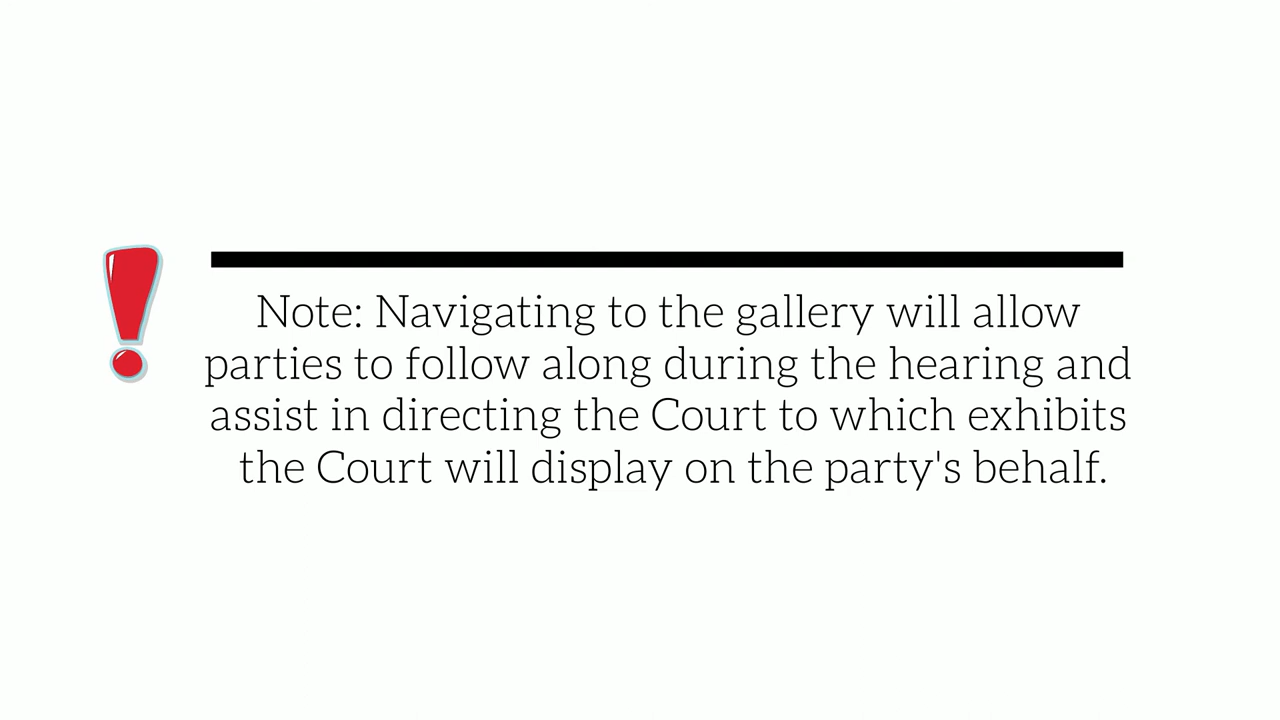 Note: Navigating to the gallery will allow
parties to follow along during the hearing and
assist in directing the Court to which exhibits
the Court will display on the party's behalf.